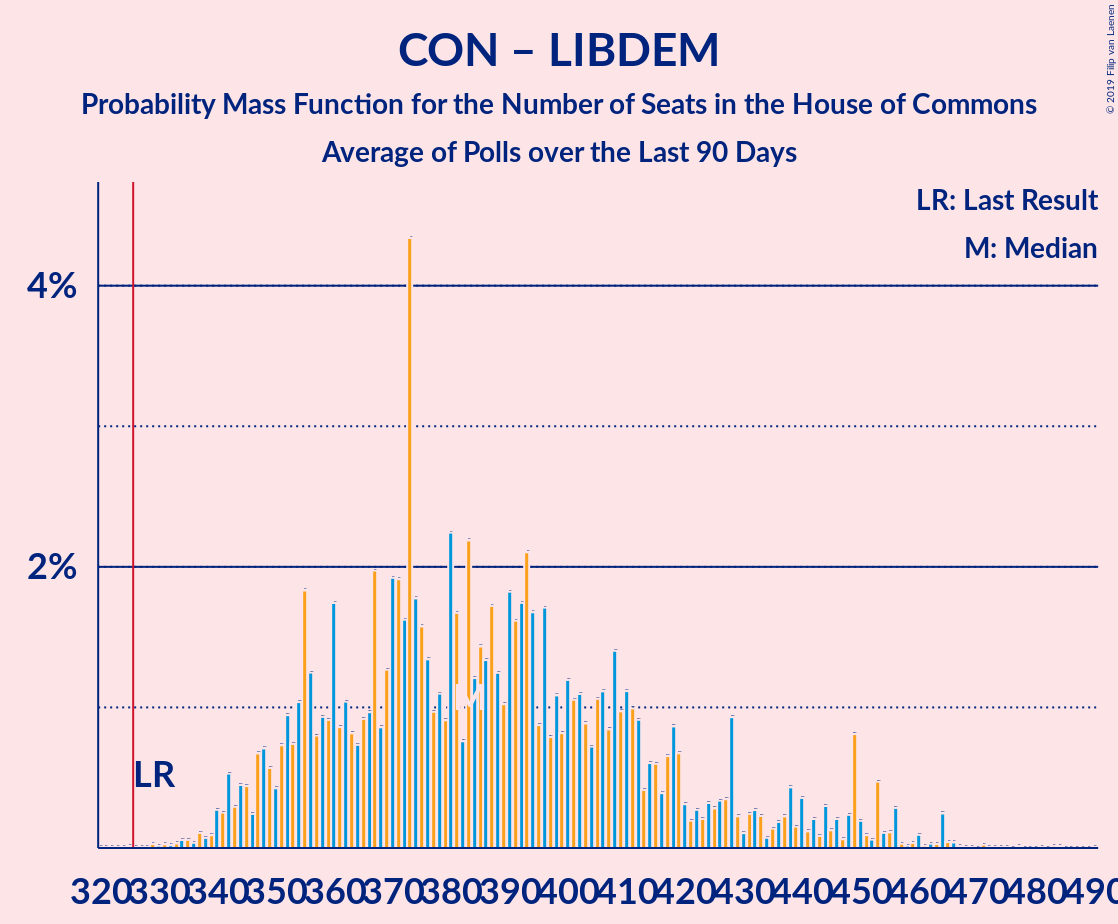 CON – LIBDEM
Probability Mass Function for the Number of Seats in the House of Commons
Average of Polls over the Last 90 Days
© 2019 Filip van Laenen
LR: Last Result
M: Median
4%
2%
M
LR
320 330 340 350 360 370 380 390 400 410 420 430 440 450 460 470 480 490